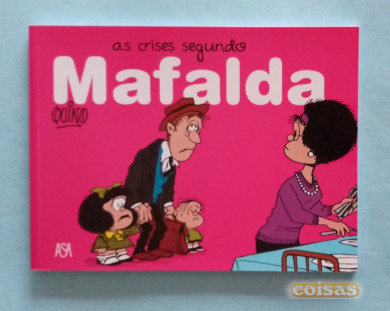 as crises segundo
Mafalda
QUINO
ASA
coisas